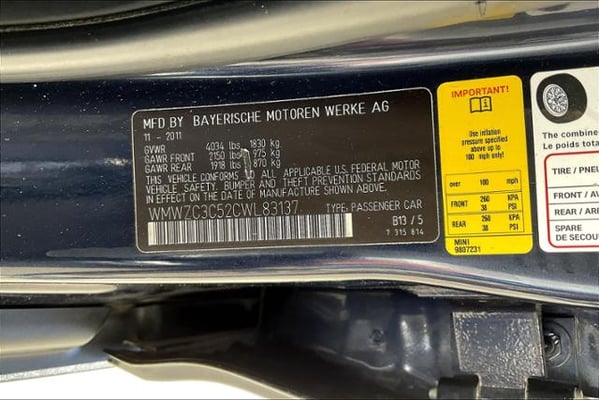 MFD BY BAYERISCHE MOTOREN WERKE AG
11 - 2011
GVWR 4034 lbs 1830 kg
GAWR FRONT 2150 lbs 975 kg
GAWR REAR 1918 lbs 870 kg
THIS VEHICLE CONFORMS TO ALL APPLICABLE U.S. FEDERAL MOTOR
VEHICLE SAFETY, BUMPER AND THEFT PREVENTION STANDARDS
IN EFFECT ON THE DATE OF MANUFACTURE SHOWN ABOVE.
WMWZC3C52CWL83137 TYPE: PASSENGER CAR
B13 / 5
7 315 814
IMPORTANT!
Use inflation
pressure specified
above up to
100 mph only!
over 100 mph
FRONT 260 KPA
38 PSI
REAR 260 KPA
38 PSI
MINI
9807231
The combine
Le poids total
TIRE / PNEU
FRONT / AV
REAR / AR
SPARE
DE SECOU